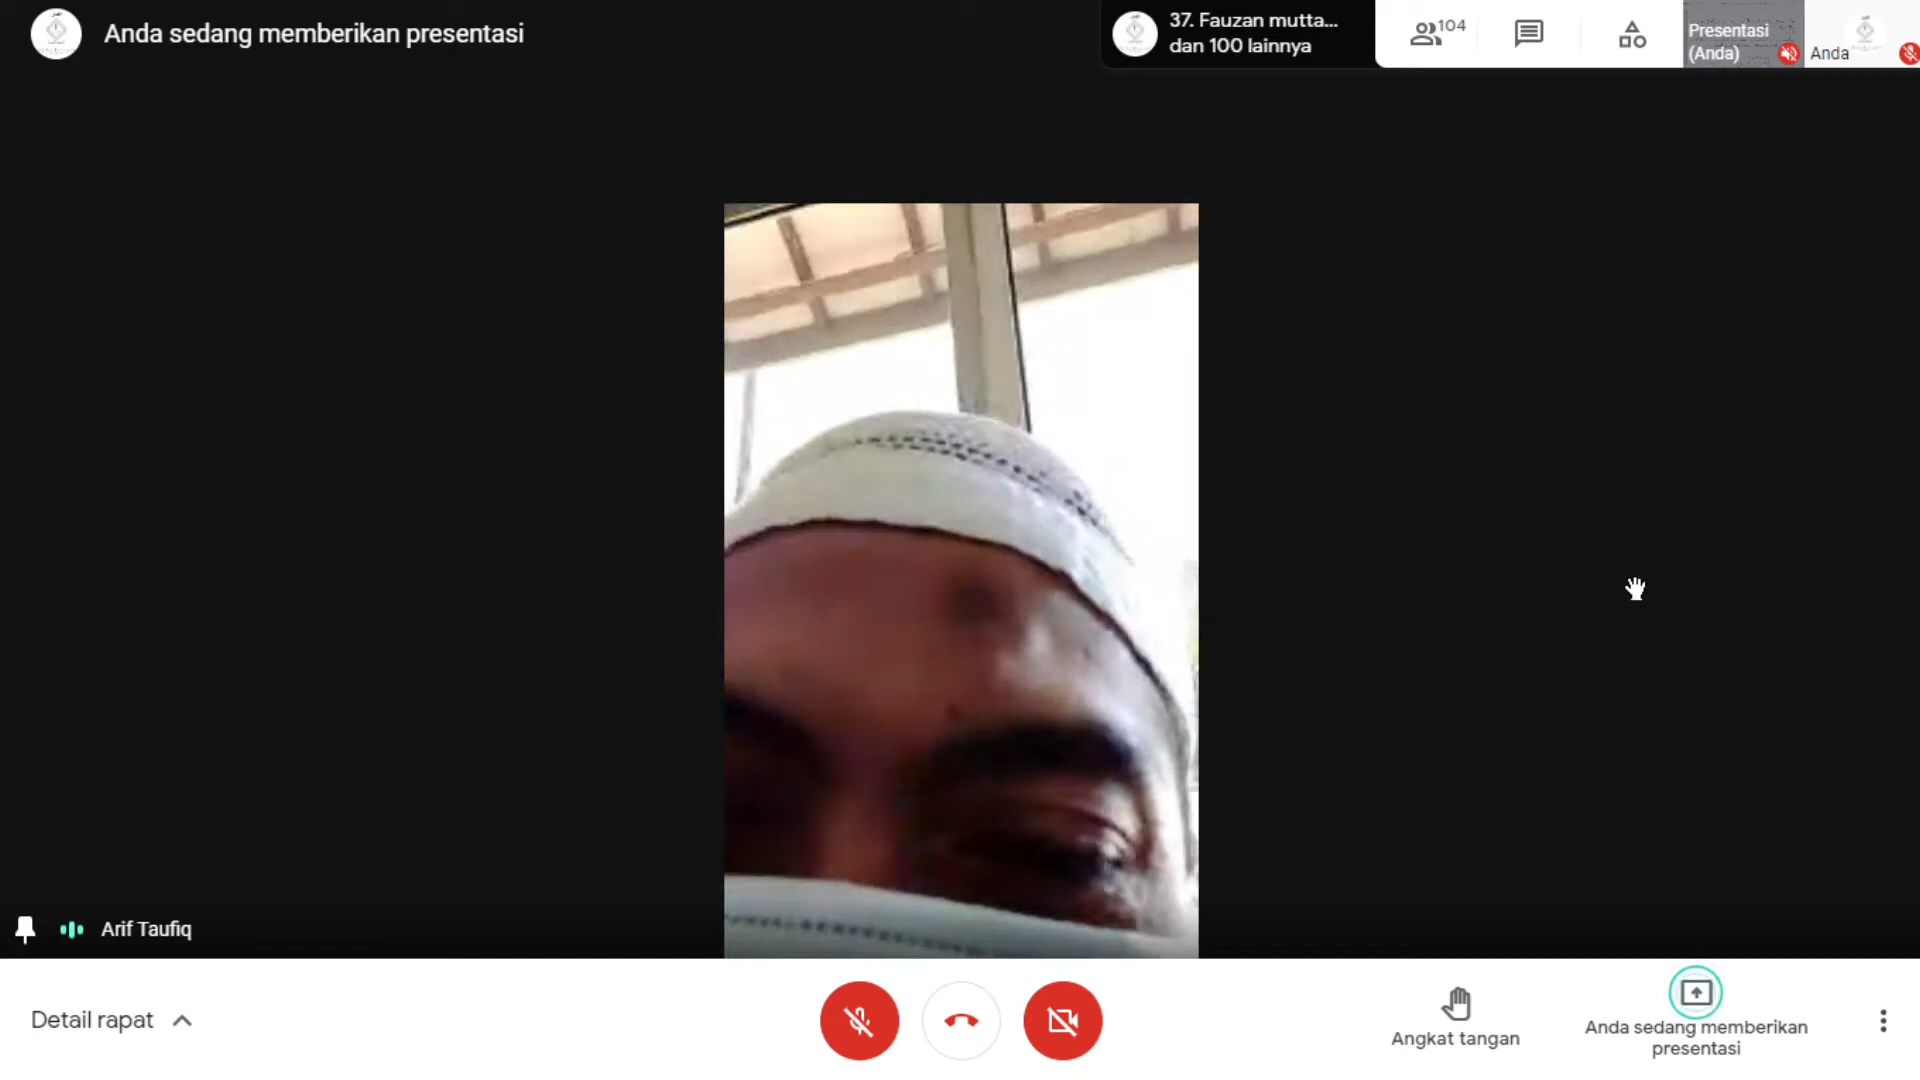 Anda sedang memberikan presentasi
37. Fauzan mutta...
dan 100 lainnya
104
Presentasi
(Anda)
Anda
Arif Taufiq
Detail rapat
Angkat tangan
Anda sedang memberikan
presentasi